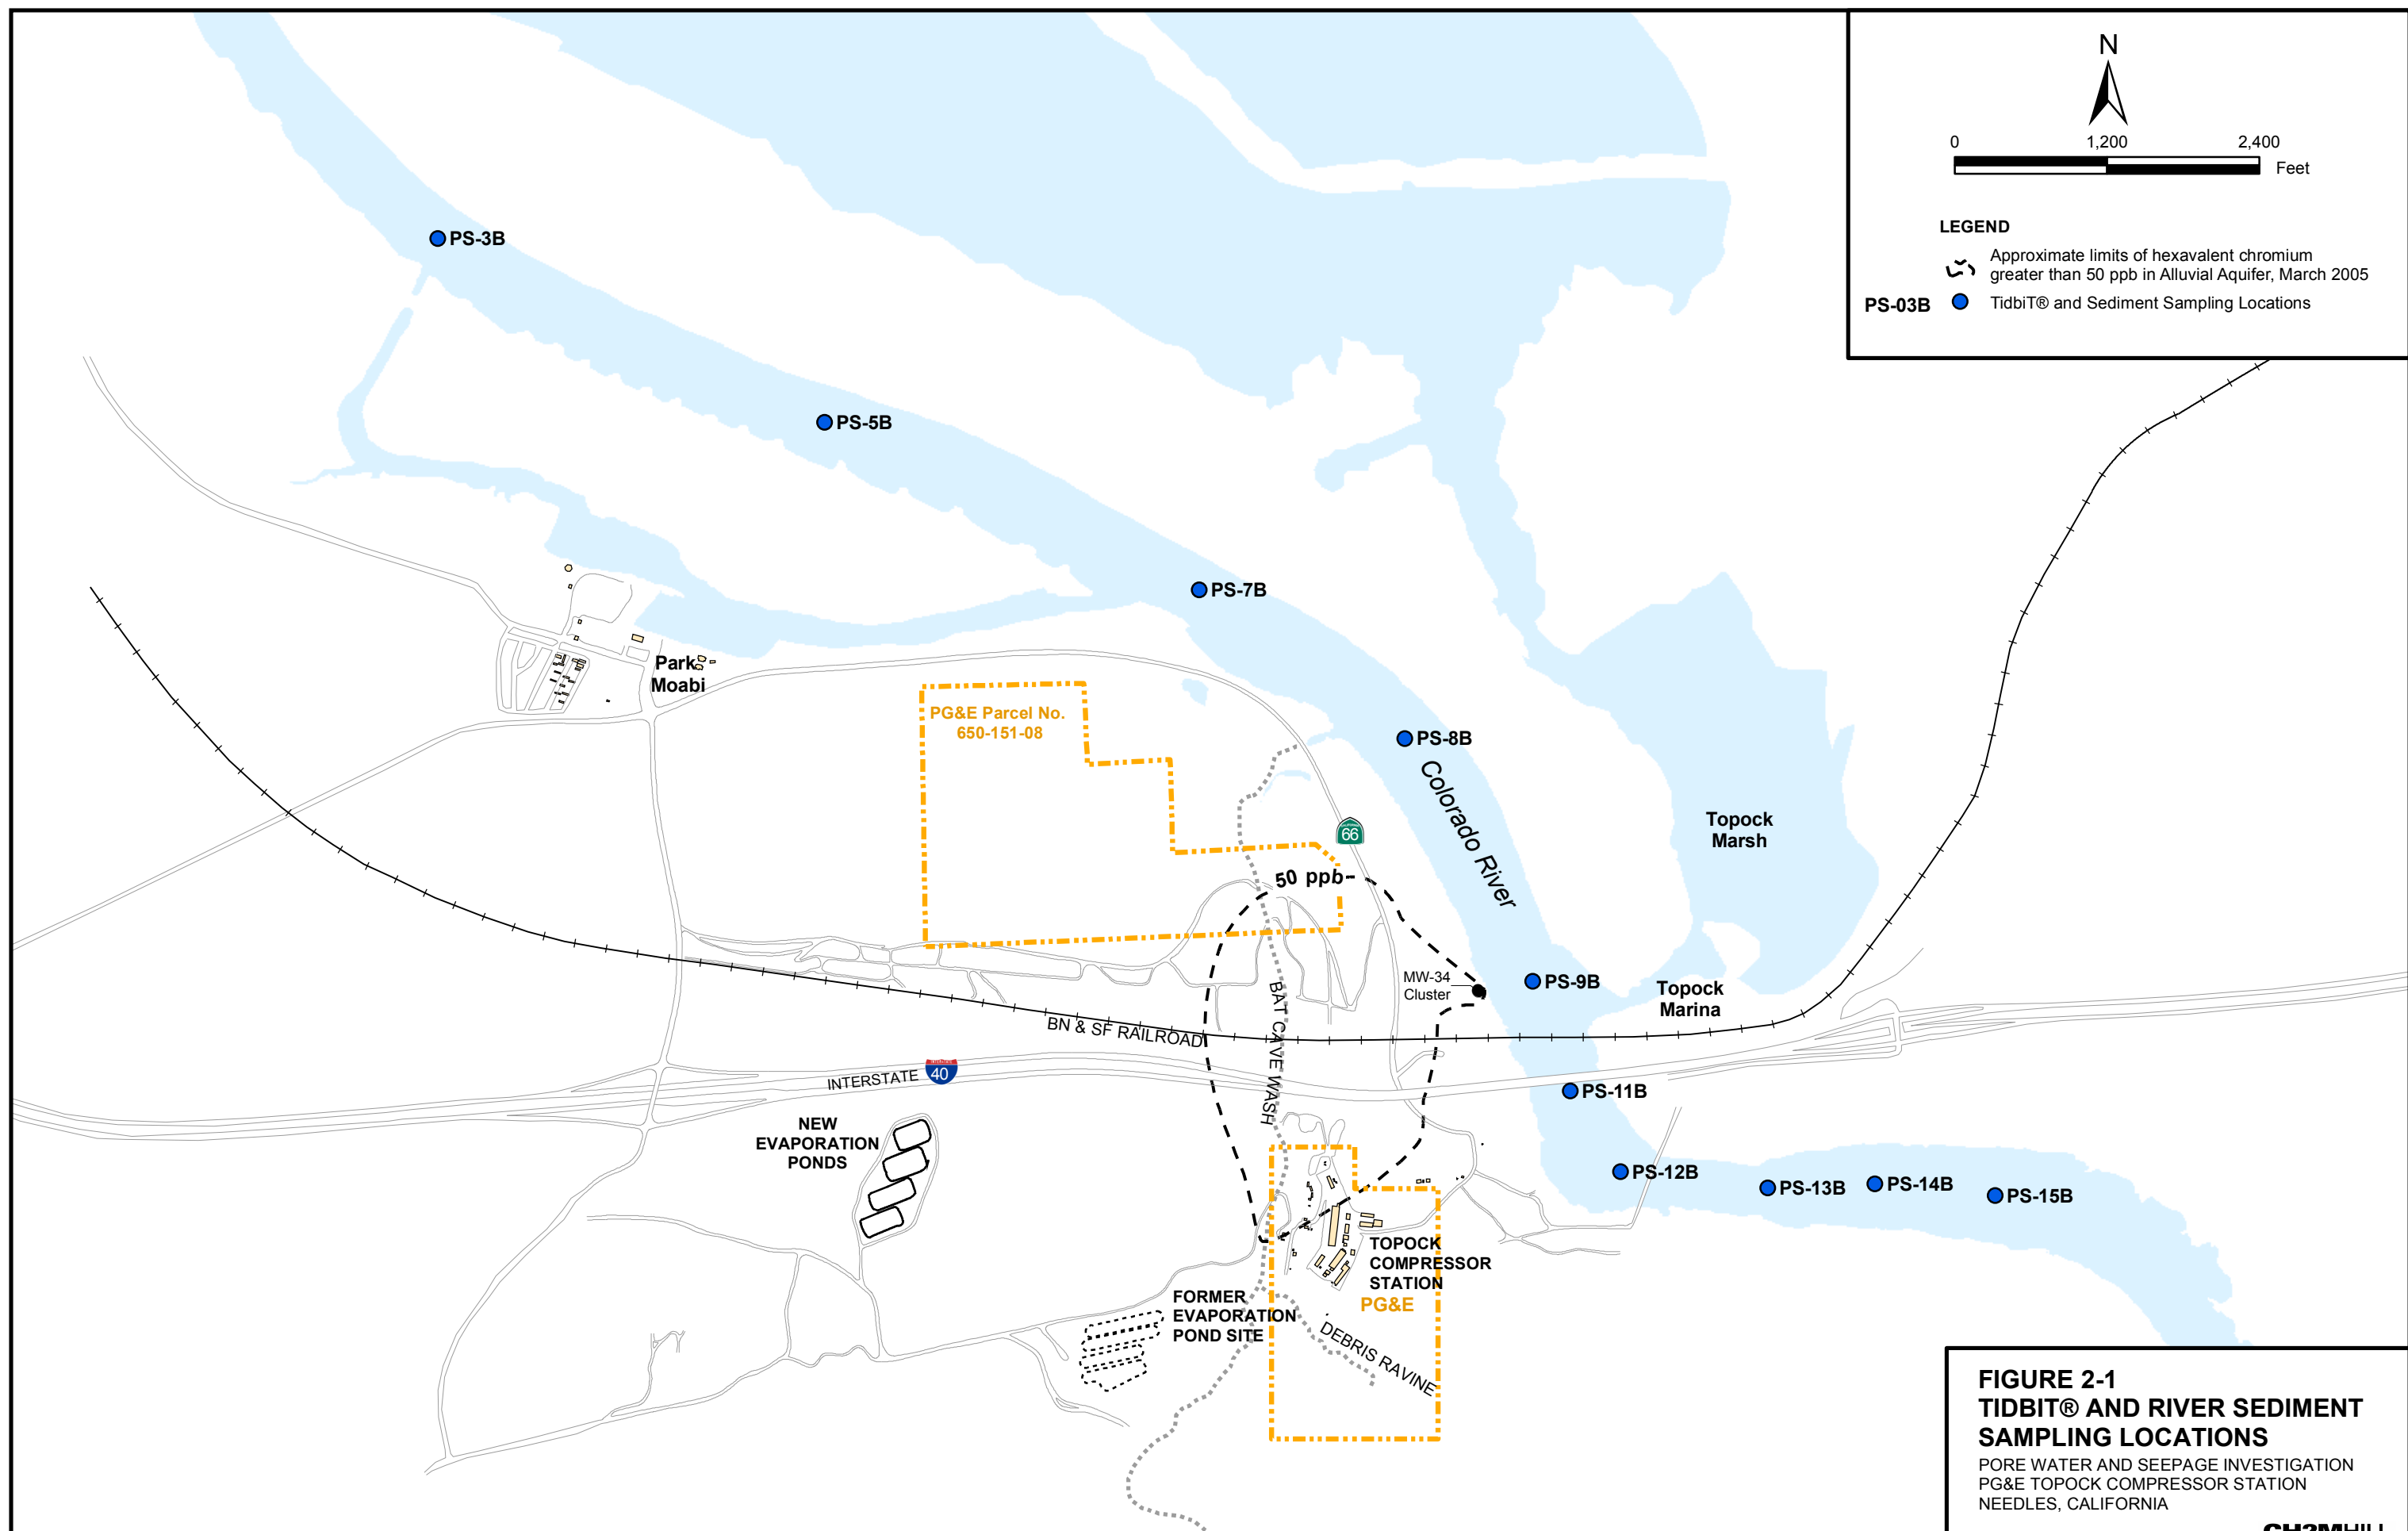 N
0 1,200 2,400
Feet
LEGEND
Approximate limits of hexavalent chromium
greater than 50 ppb in Alluvial Aquifer, March 2005
PS-03B TidbiT® and Sediment Sampling Locations
PS-3B
PS-5B
PS-7B
Park
Moabi
PG&E Parcel No.
650-151-08
PS-8B
Colorado River
66
Topock
Marsh
50 ppb
MW-34
Cluster
PS-9B
Topock
Marina
BAT CAVE WASH
BN & SF RAILROAD
INTERSTATE
40
PS-11B
NEW
EVAPORATION
PONDS
PS-12B
PS-13B
PS-14B
PS-15B
TOPOCK
COMPRESSOR
STATION
PG&E
FORMER
EVAPORATION
POND SITE
DEBRIS RAVINE
FIGURE 2-1
TIDBIT® AND RIVER SEDIMENT
SAMPLING LOCATIONS
PORE WATER AND SEEPAGE INVESTIGATION
PG&E TOPOCK COMPRESSOR STATION
NEEDLES, CALIFORNIA
CH2MHILL